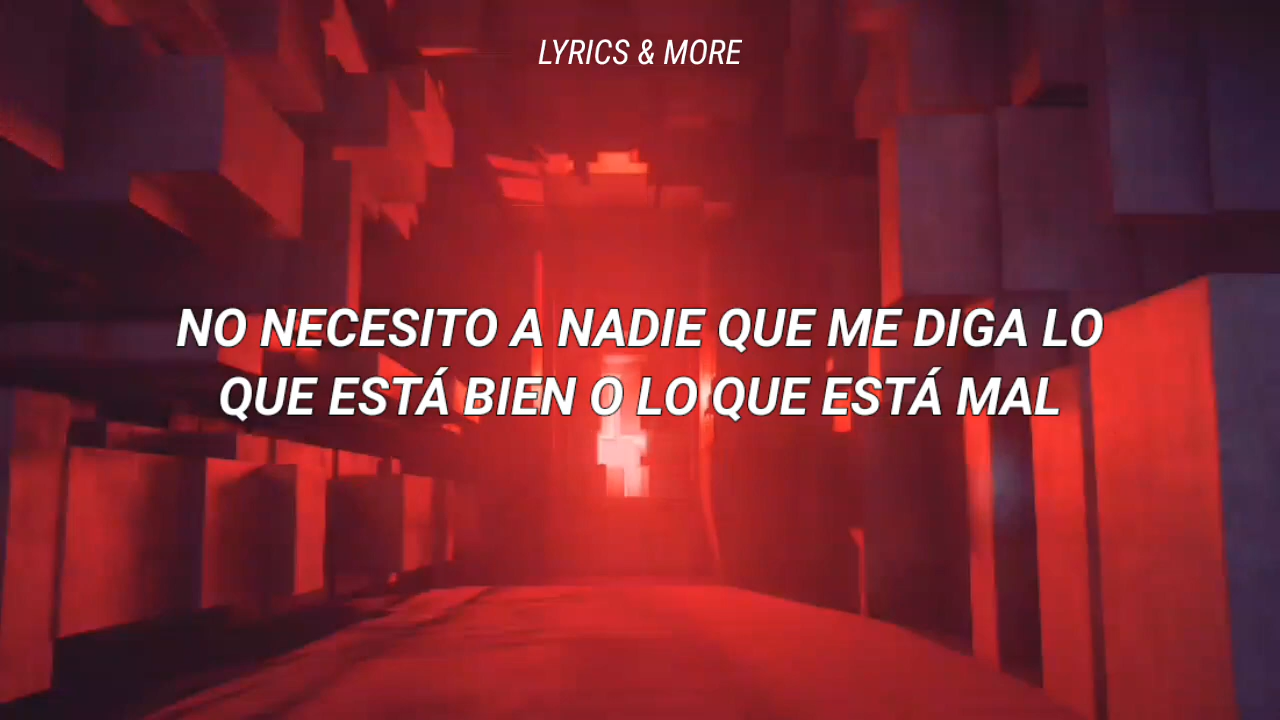 LYRICS & MORE
NO NECESITO A NADIE QUE ME DIGA LO
QUE ESTÁ BIEN O LO QUE ESTÁ MAL